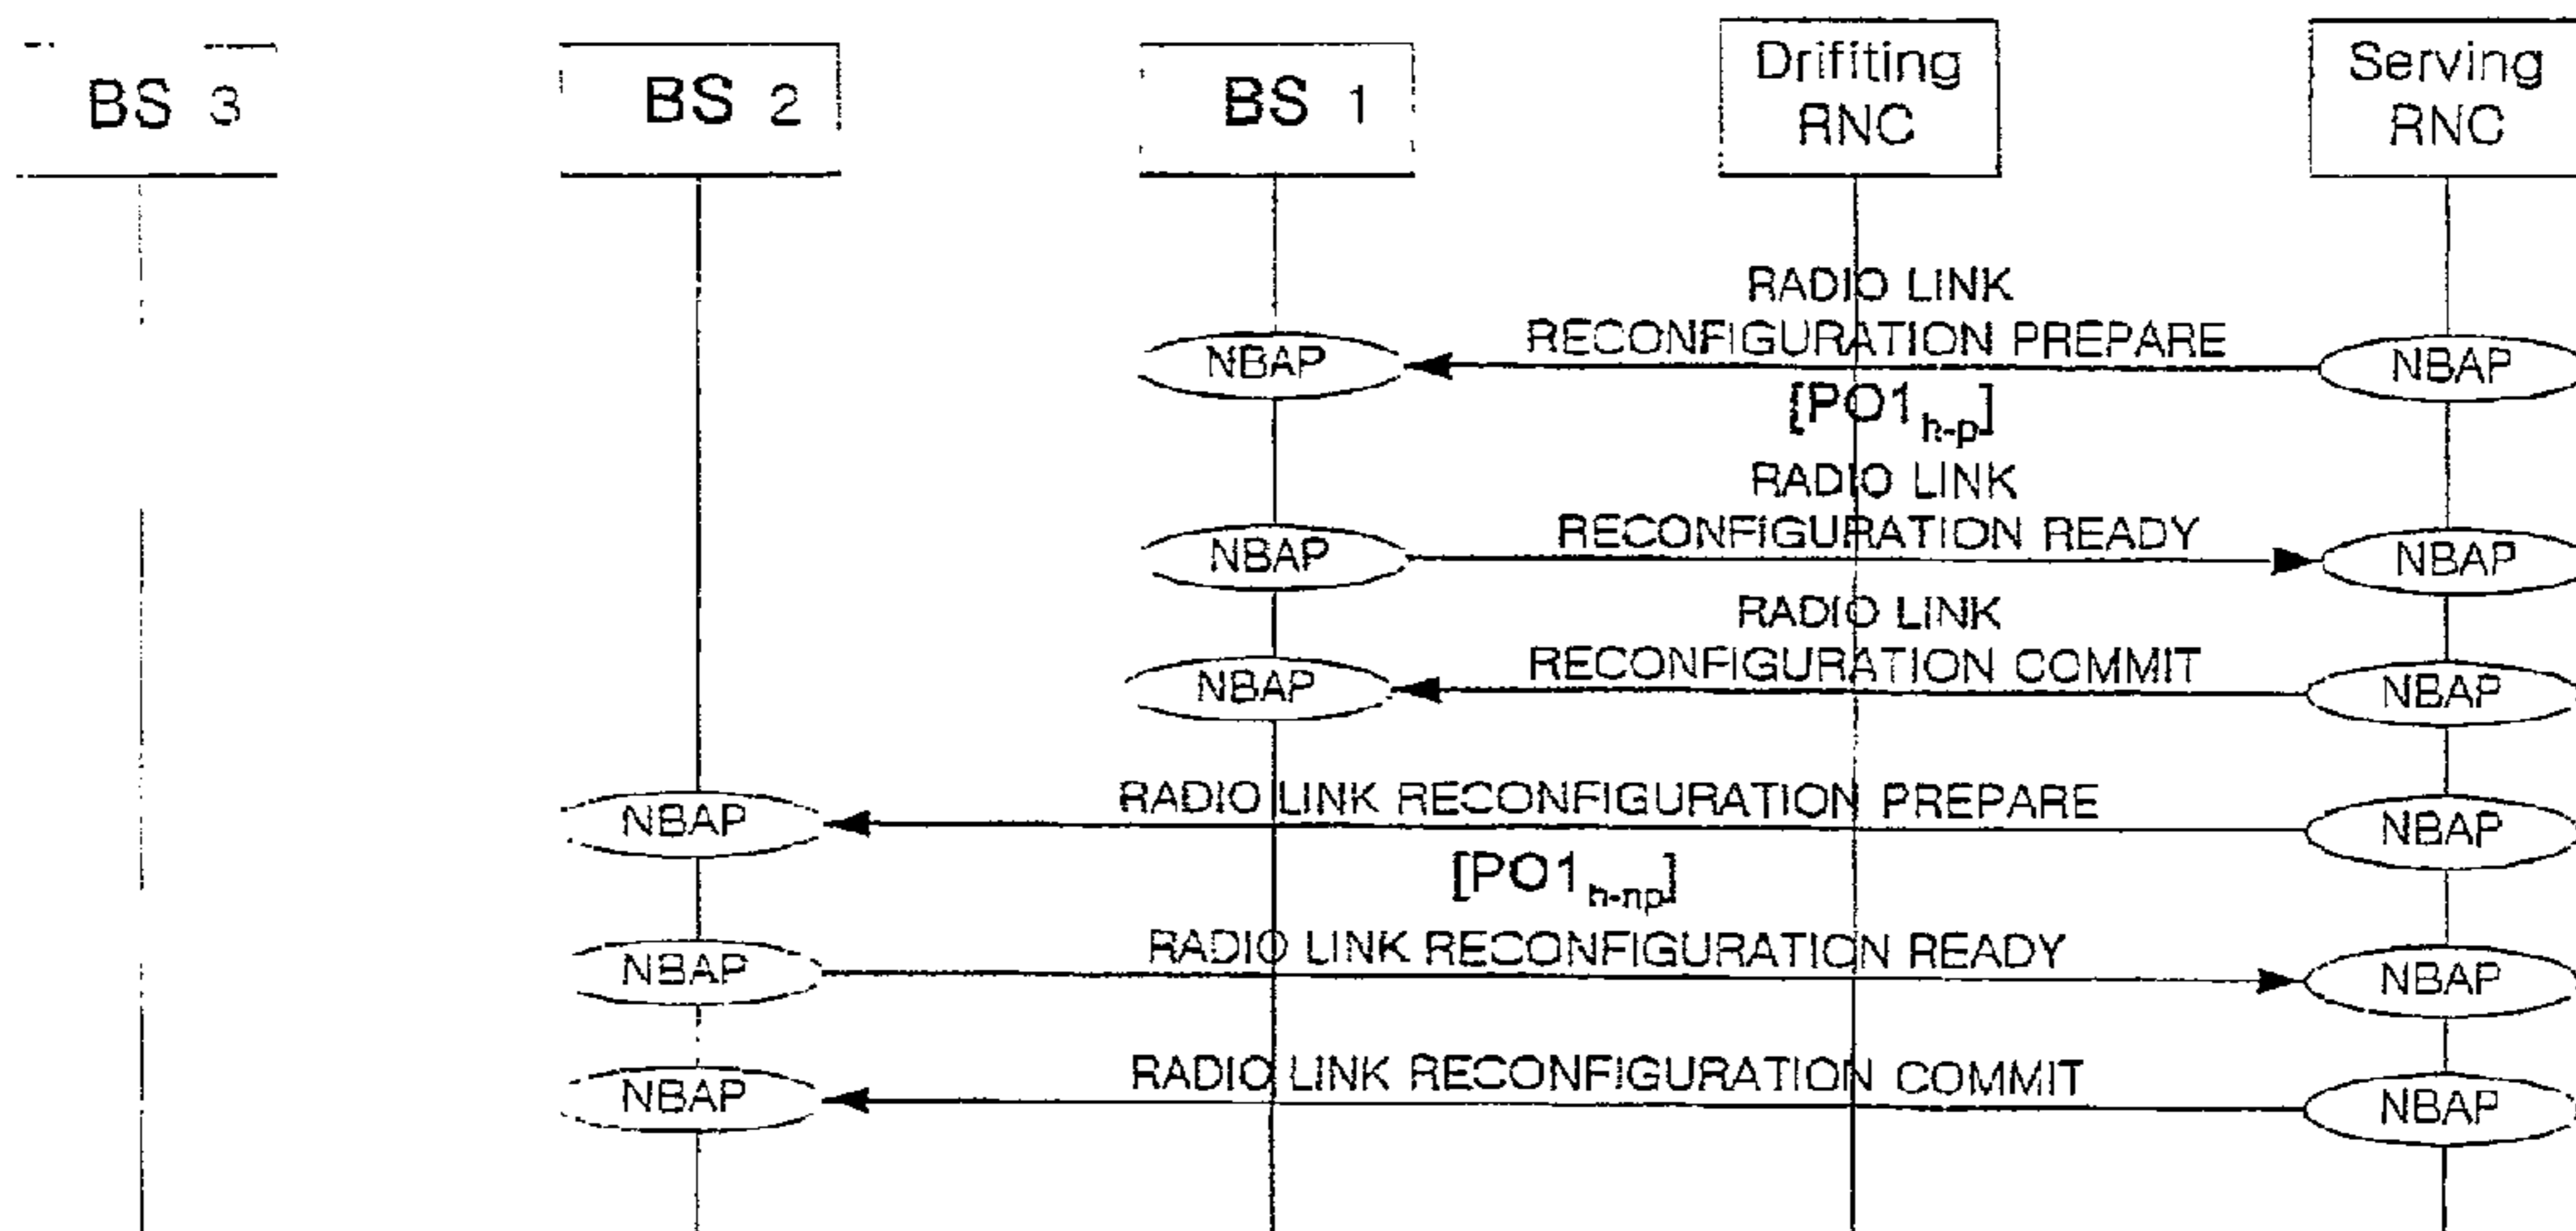 BS 3
BS 2
BS 1
Drifiting
RNC
Serving
RNC
RADIO LINK
RECONFIGURATION PREPARE
NBAP
NBAP
[PO1h-p]
RADIO LINK
RECONFIGURATION READY
NBAP
NBAP
RADIO LINK
RECONFIGURATION COMMIT
NBAP
NBAP
RADIO LINK RECONFIGURATION PREPARE
NBAP
NBAP
[PO1h-np]
RADIO LINK RECONFIGURATION READY
NBAP
NBAP
RADIO LINK RECONFIGURATION COMMIT
NBAP
NBAP